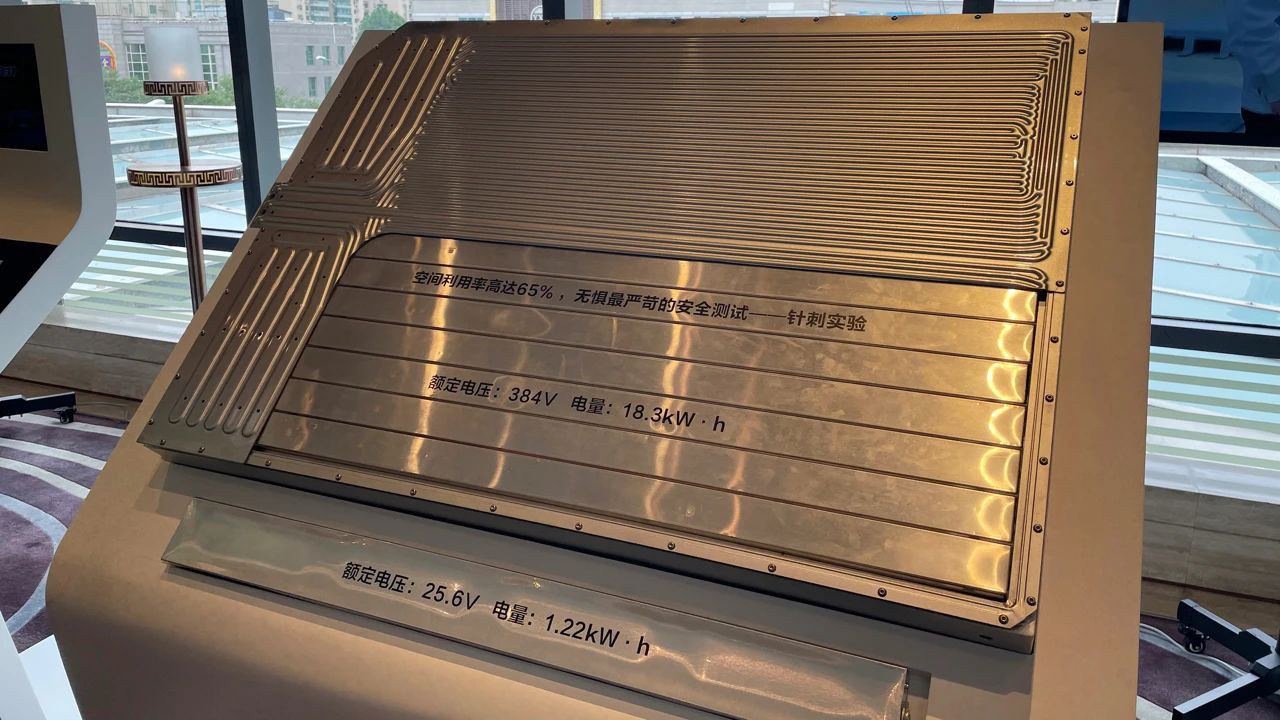 空间利用率高达65%，无惧最严苛的安全测试——针刺实验
额定电压：384V 电量：18.3kW·h
额定电压：25.6V 电量：1.22kW·h